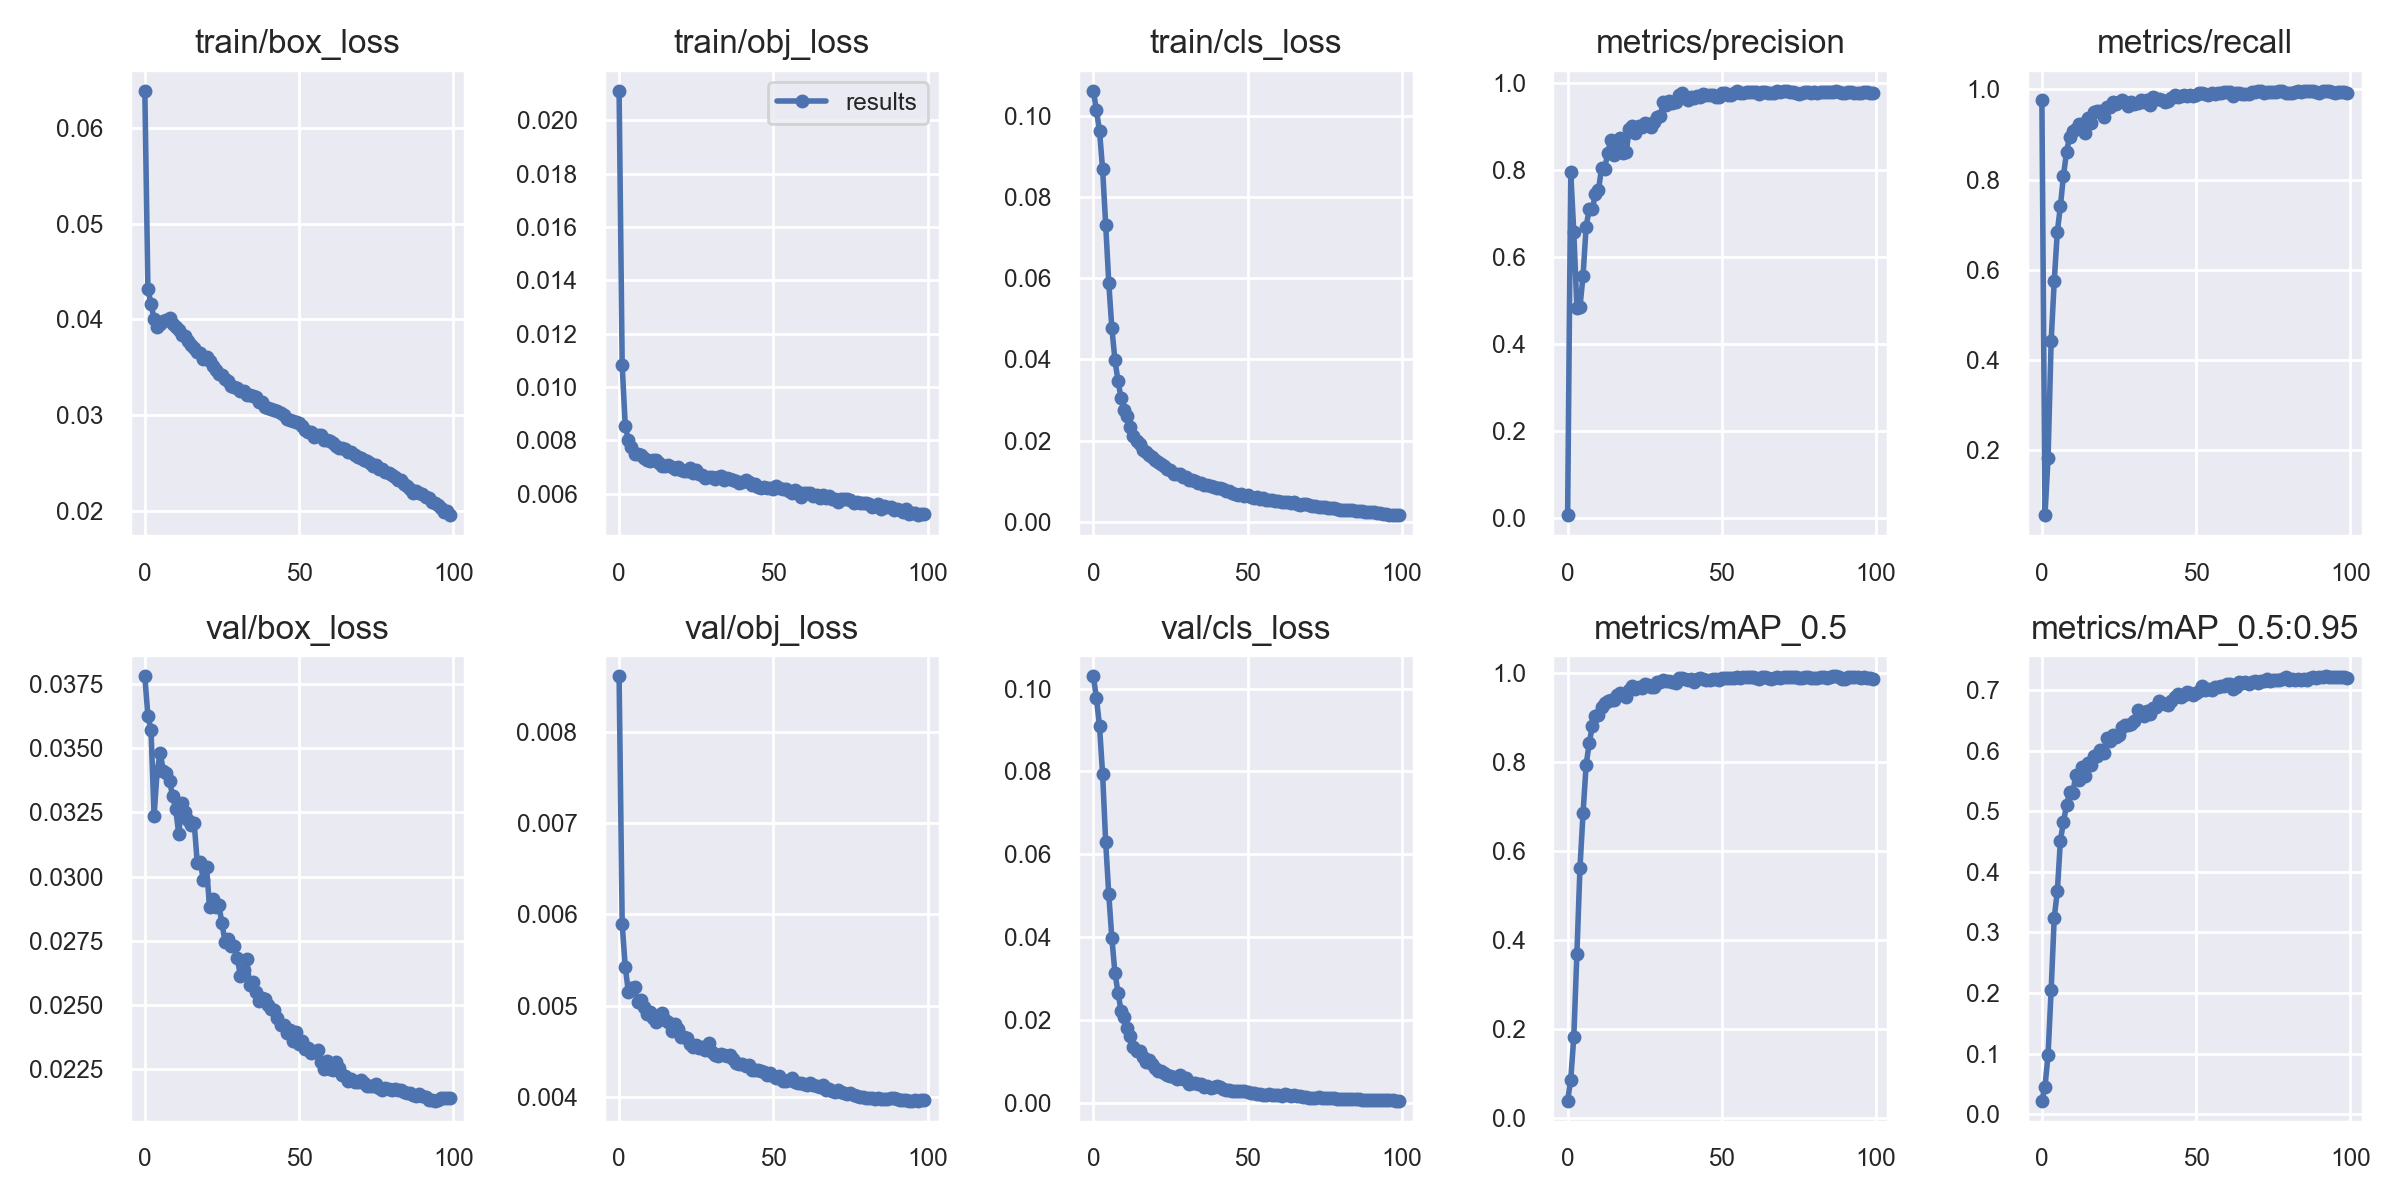 train/box_loss
train/obj_loss
train/cls_loss
metrics/precision
metrics/recall
0.06
0.05
0.04
0.03
0.02
0 50 100
results
0.020
0.018
0.016
0.014
0.012
0.010
0.008
0.006
0 50 100
0.10
0.08
0.06
0.04
0.02
0.00
0 50 100
1.0
0.8
0.6
0.4
0.2
0.0
0 50 100
1.0
0.8
0.6
0.4
0.2
0 50 100
val/box_loss
val/obj_loss
val/cls_loss
metrics/mAP_0.5
metrics/mAP_0.5:0.95
0.0375
0.0350
0.0325
0.0300
0.0275
0.0250
0.0225
0 50 100
0.008
0.007
0.006
0.005
0.004
0 50 100
0.10
0.08
0.06
0.04
0.02
0.00
0 50 100
1.0
0.8
0.6
0.4
0.2
0.0
0 50 100
0.7
0.6
0.5
0.4
0.3
0.2
0.1
0.0
0 50 100